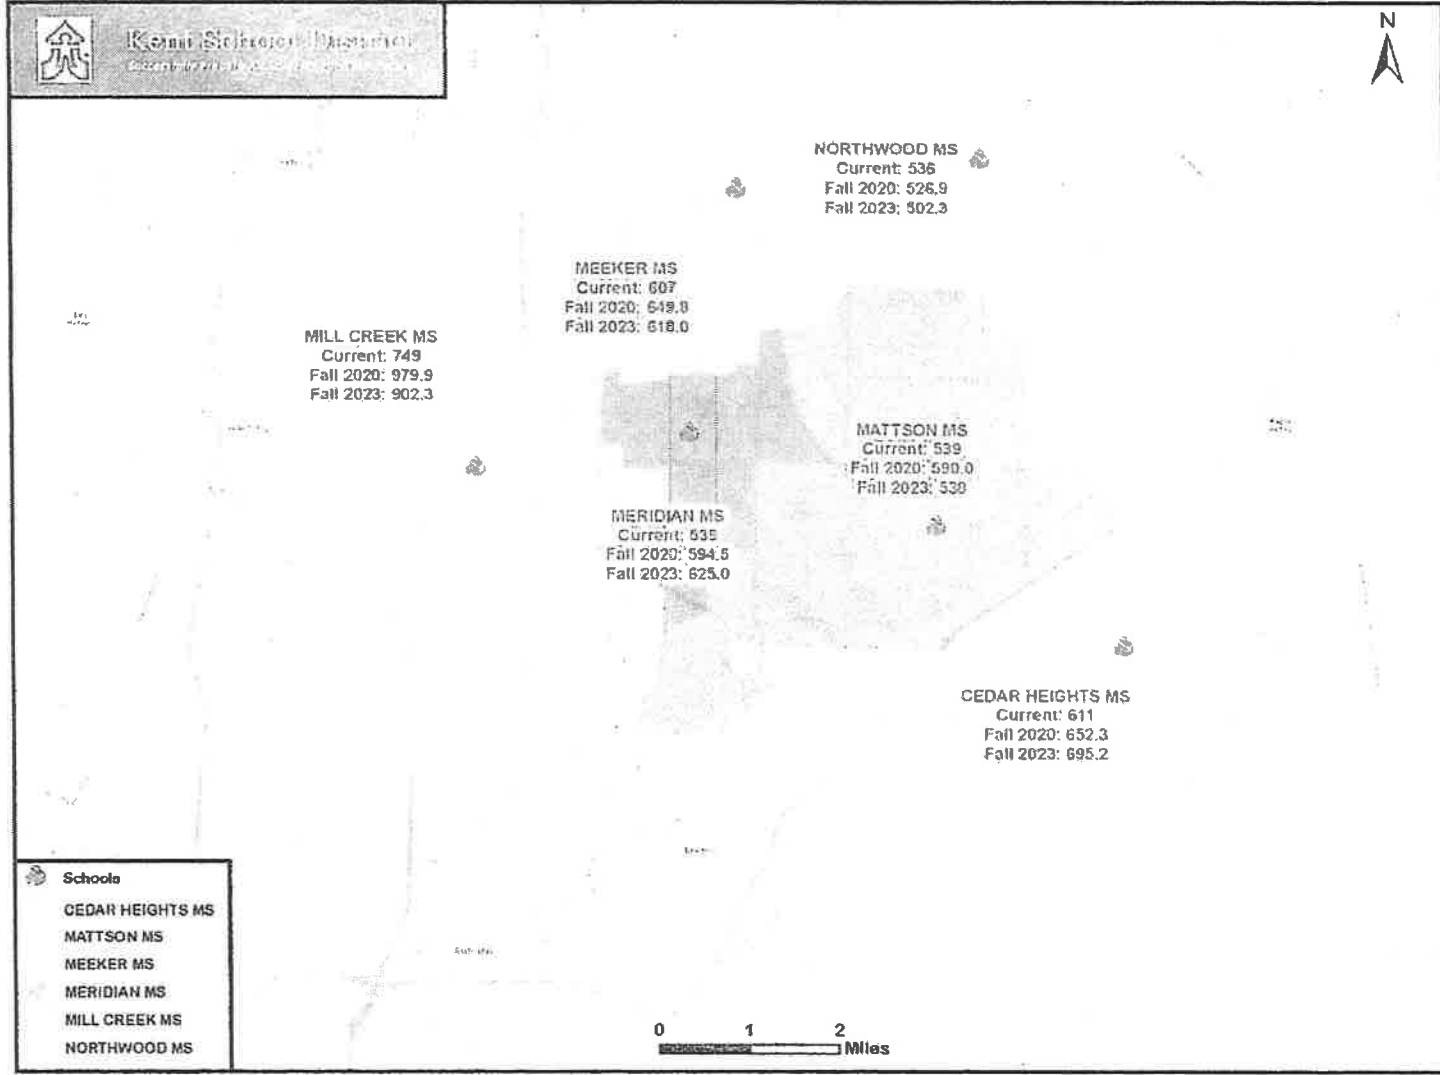 Kent School District
N
NORTHWOOD MS
Current: 536
Fall 2020: 526.9
Fall 2023: 502.3
MEEKER MS
Current: 607
Fall 2020: 649.8
Fall 2023: 618.0
MILL CREEK MS
Current: 749
Fall 2020: 979.9
Fall 2023: 902.3
MATTSON MS
Current: 539
Fall 2020: 590.0
Fall 2023: 530
MERIDIAN MS
Current: 535
Fall 2020: 594.5
Fall 2023: 625.0
CEDAR HEIGHTS MS
Current: 611
Fall 2020: 652.3
Fall 2023: 695.2
Schools
CEDAR HEIGHTS MS
MATTSON MS
MEEKER MS
MERIDIAN MS
MILL CREEK MS
NORTHWOOD MS
0 1 2
Miles